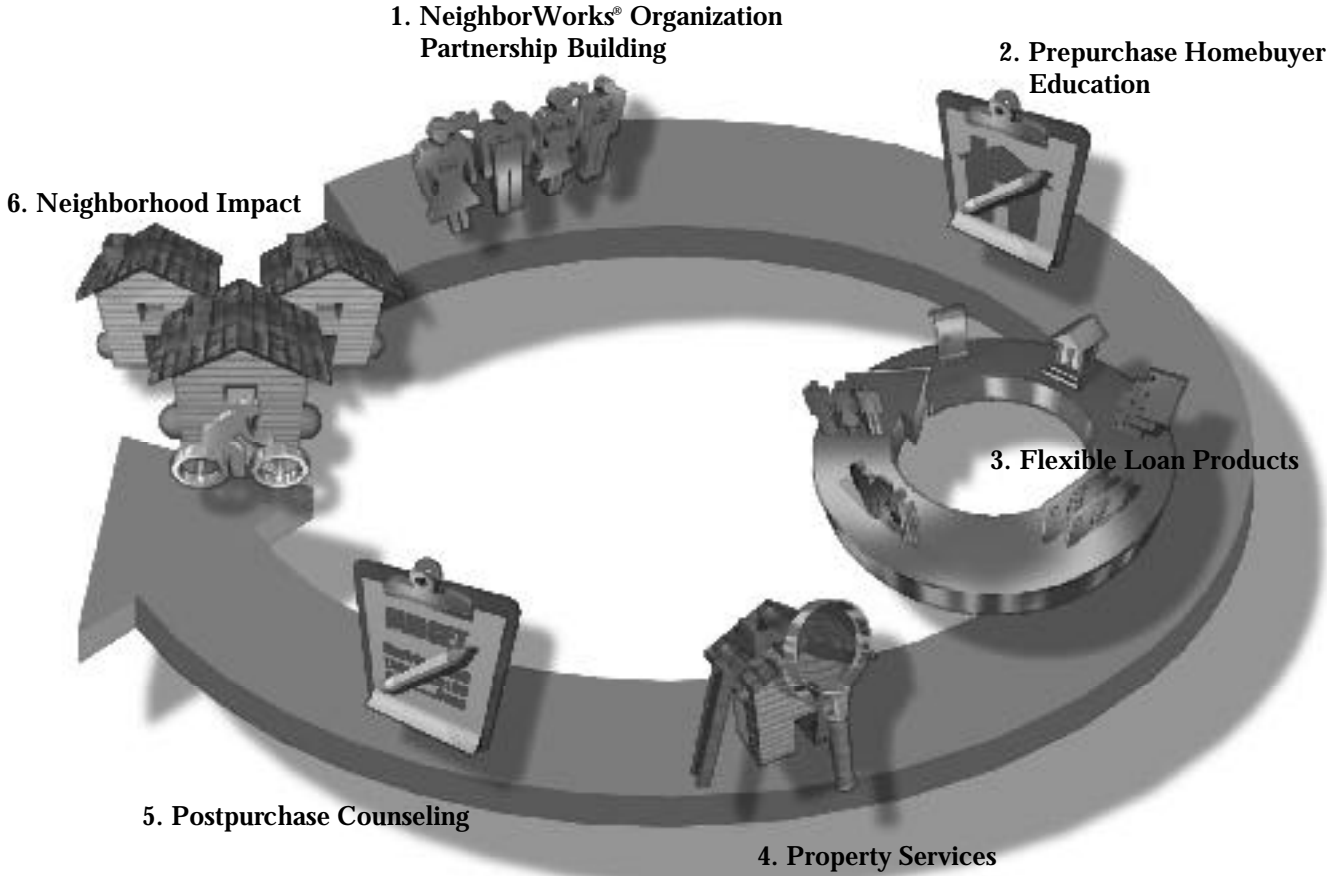 1. NeighborWorks® Organization
Partnership Building
2. Prepurchase Homebuyer
Education
6. Neighborhood Impact
3. Flexible Loan Products
BUDGET
5. Postpurchase Counseling
4. Property Services